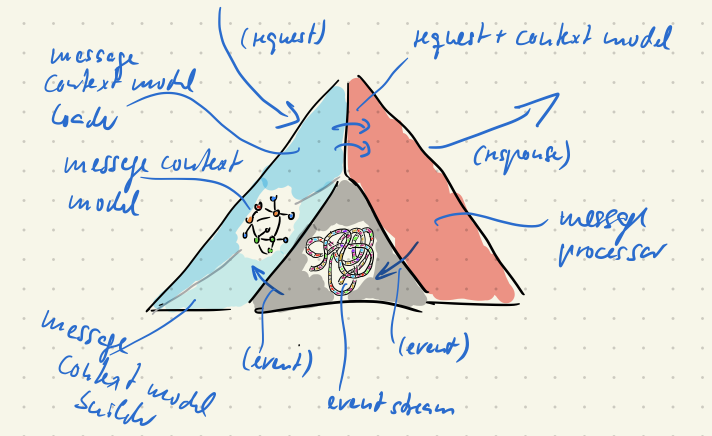 (request)
request + context model
message
context model
loader
message context
model
(response)
message
processor
message
context model
builder
(event)
(event)
event stream